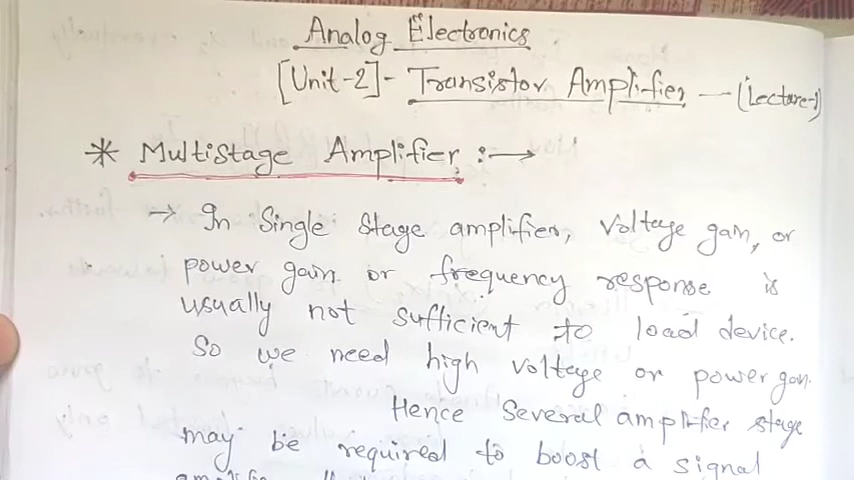 Analog Electronics
[Unit-2]- Transistor Amplifier — (Lecture-1)
* Multistage Amplifier :→
→ In Single stage amplifier, voltage gain, or
power gain or frequency response is
usually not sufficient to load device.
So we need high voltage or power gan.
Hence Several amplifier stage
may be required to boost a signal